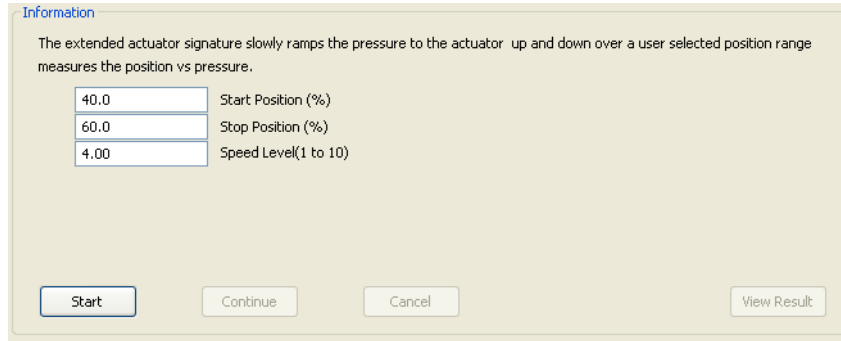 Information
The extended actuator signature slowly ramps the pressure to the actuator up and down over a user selected position range
measures the position vs pressure.
40.0 Start Position (%)
60.0 Stop Position (%)
4.00 Speed Level(1 to 10)
Start Continue Cancel View Result